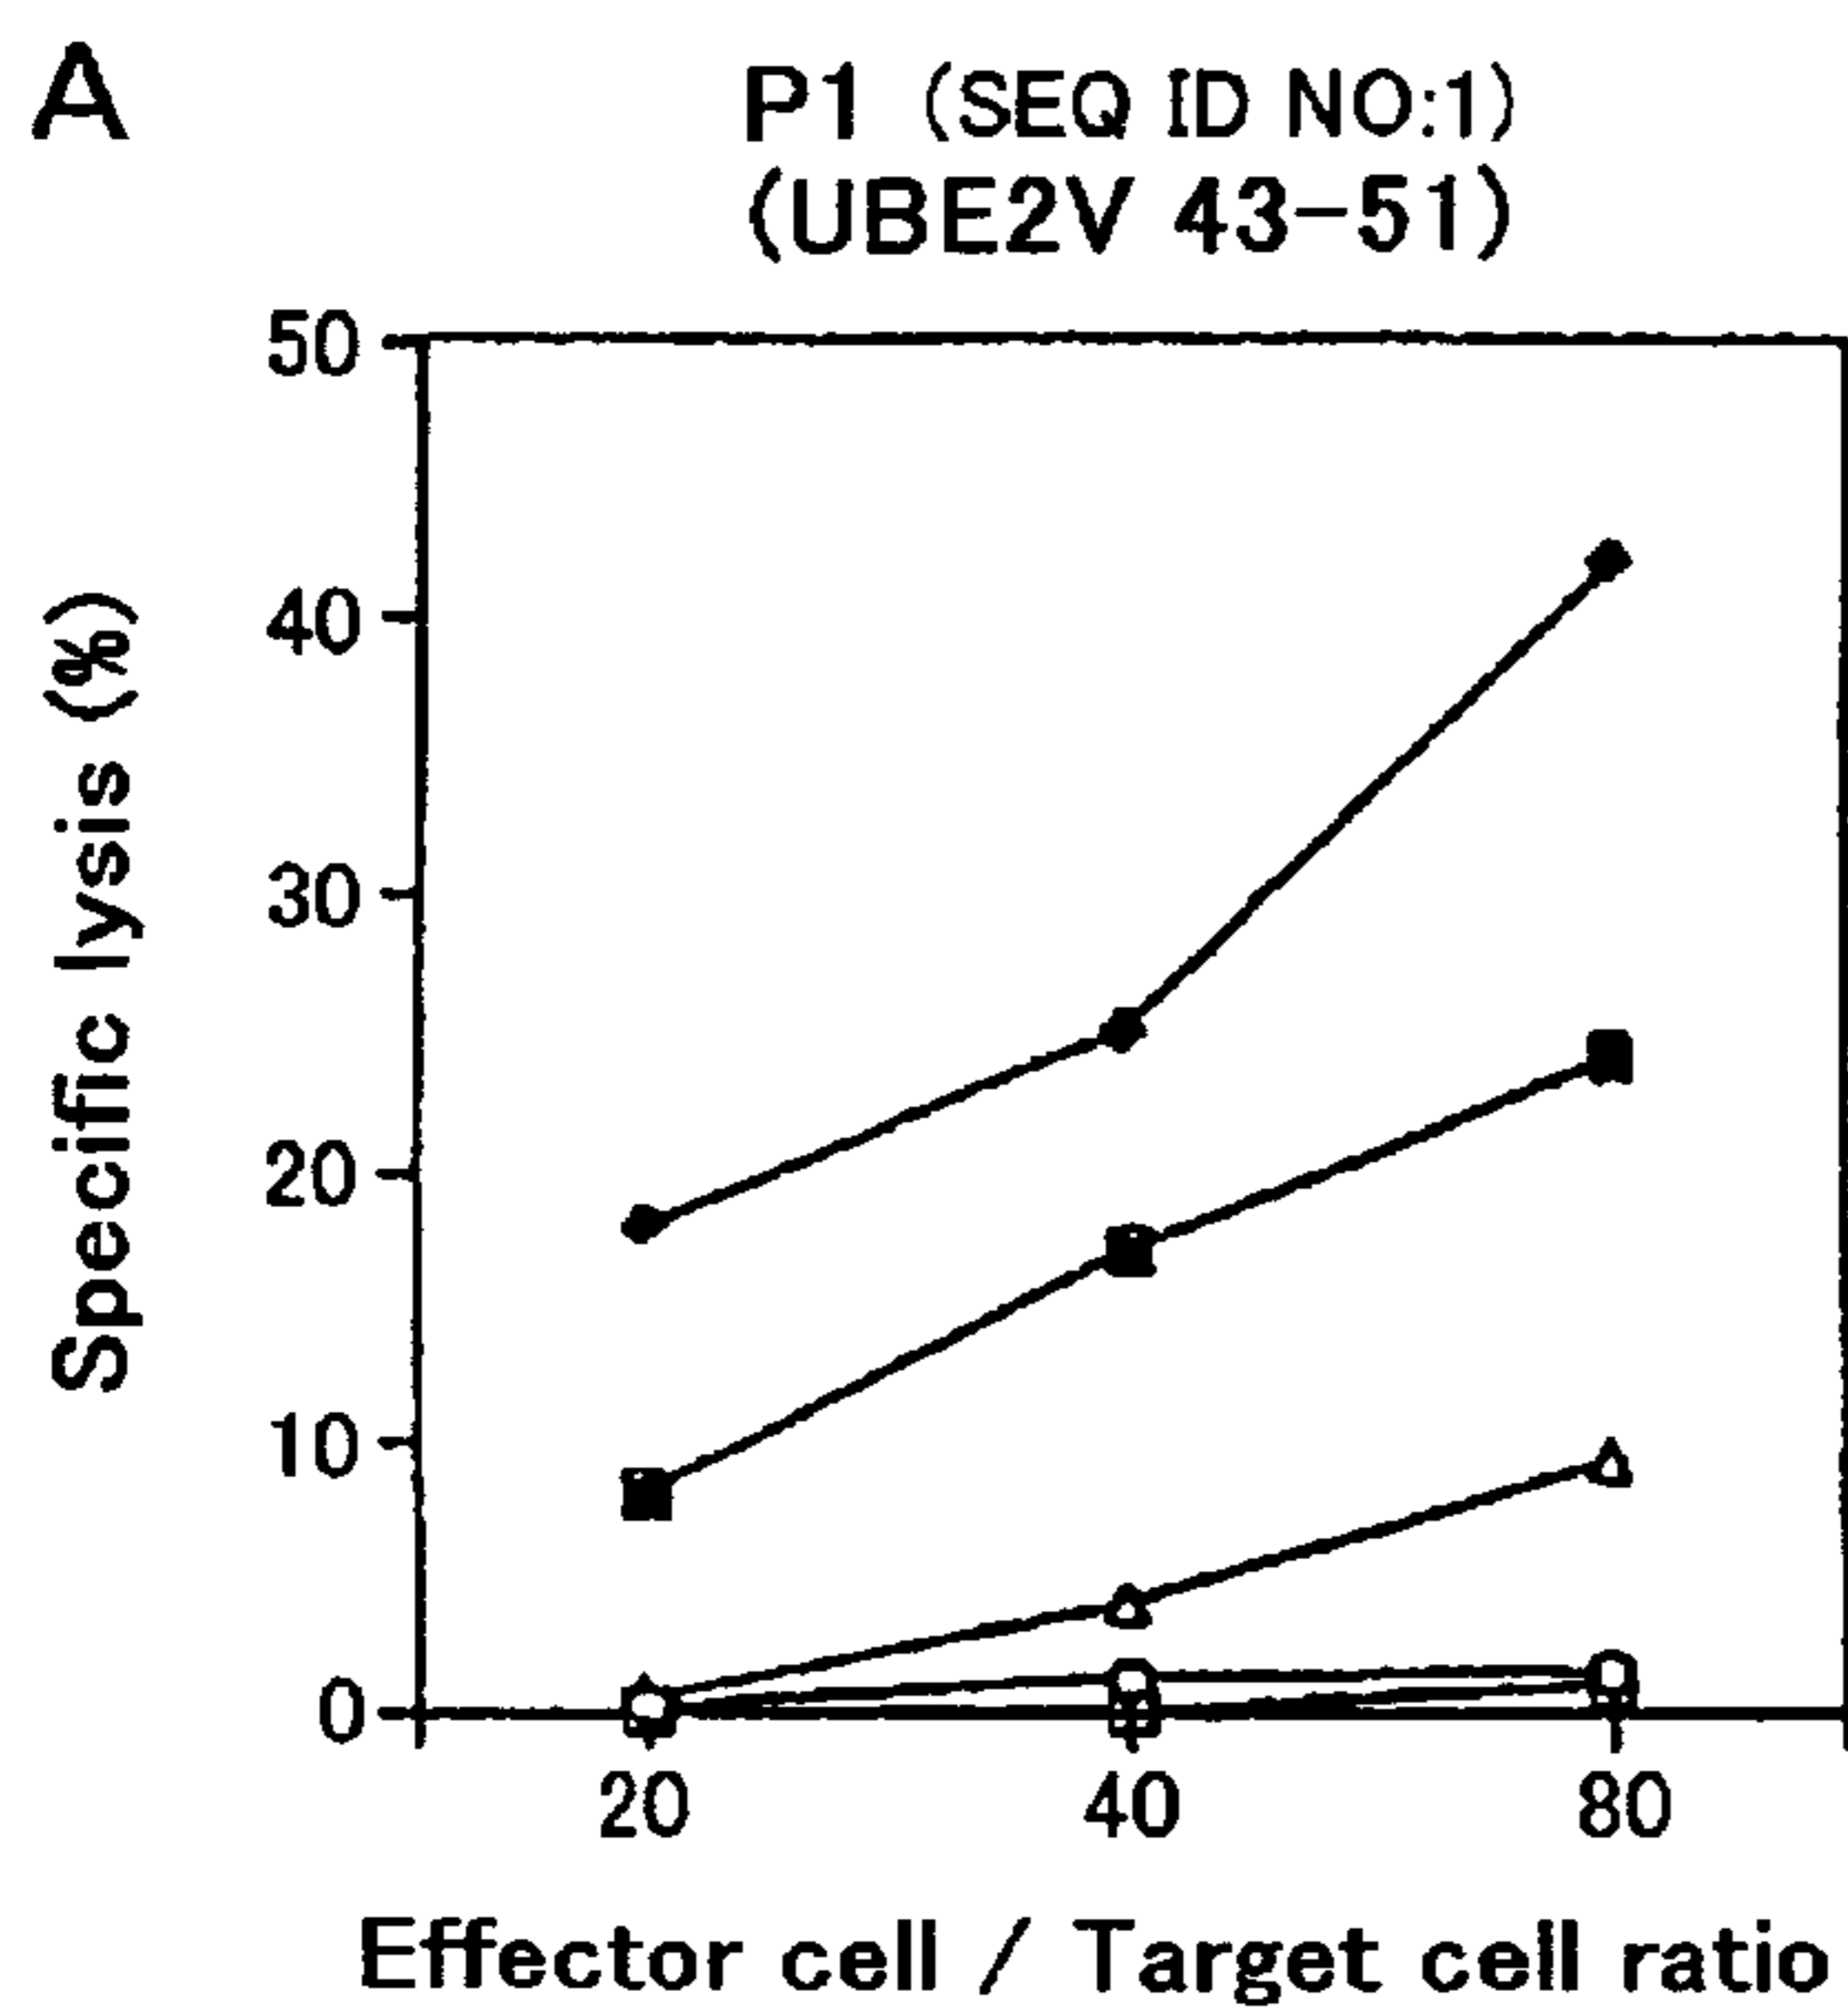 A
P1 (SEQ ID NO:1)
(UBE2V 43-51)
50
40
30
20
10
0
Specific lysis (%)
20 40 80
Effector cell / Target cell ratio